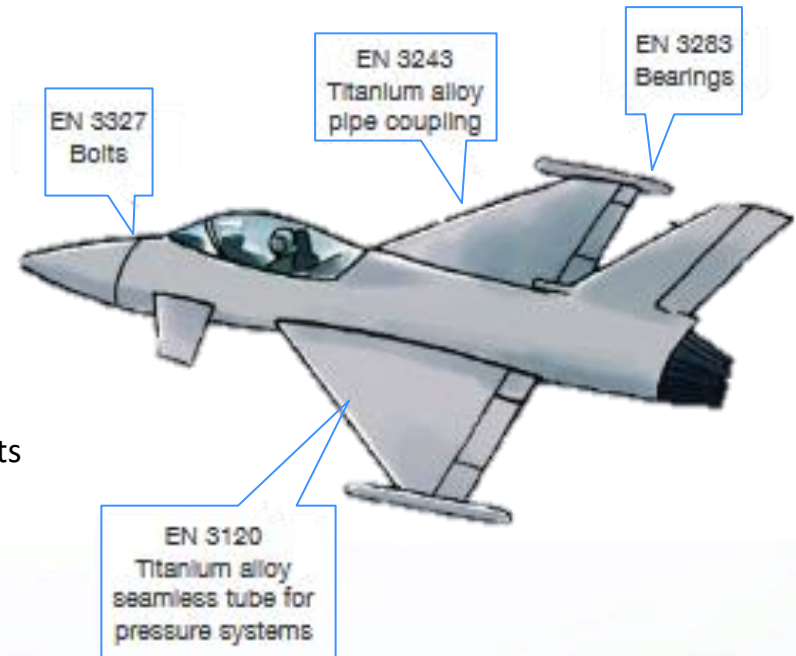 EN 3327
Bolts
EN 3243
Titanium alloy
pipe coupling
EN 3283
Bearings
ts
EN 3120
Titanium alloy
seamless tube for
pressure systems